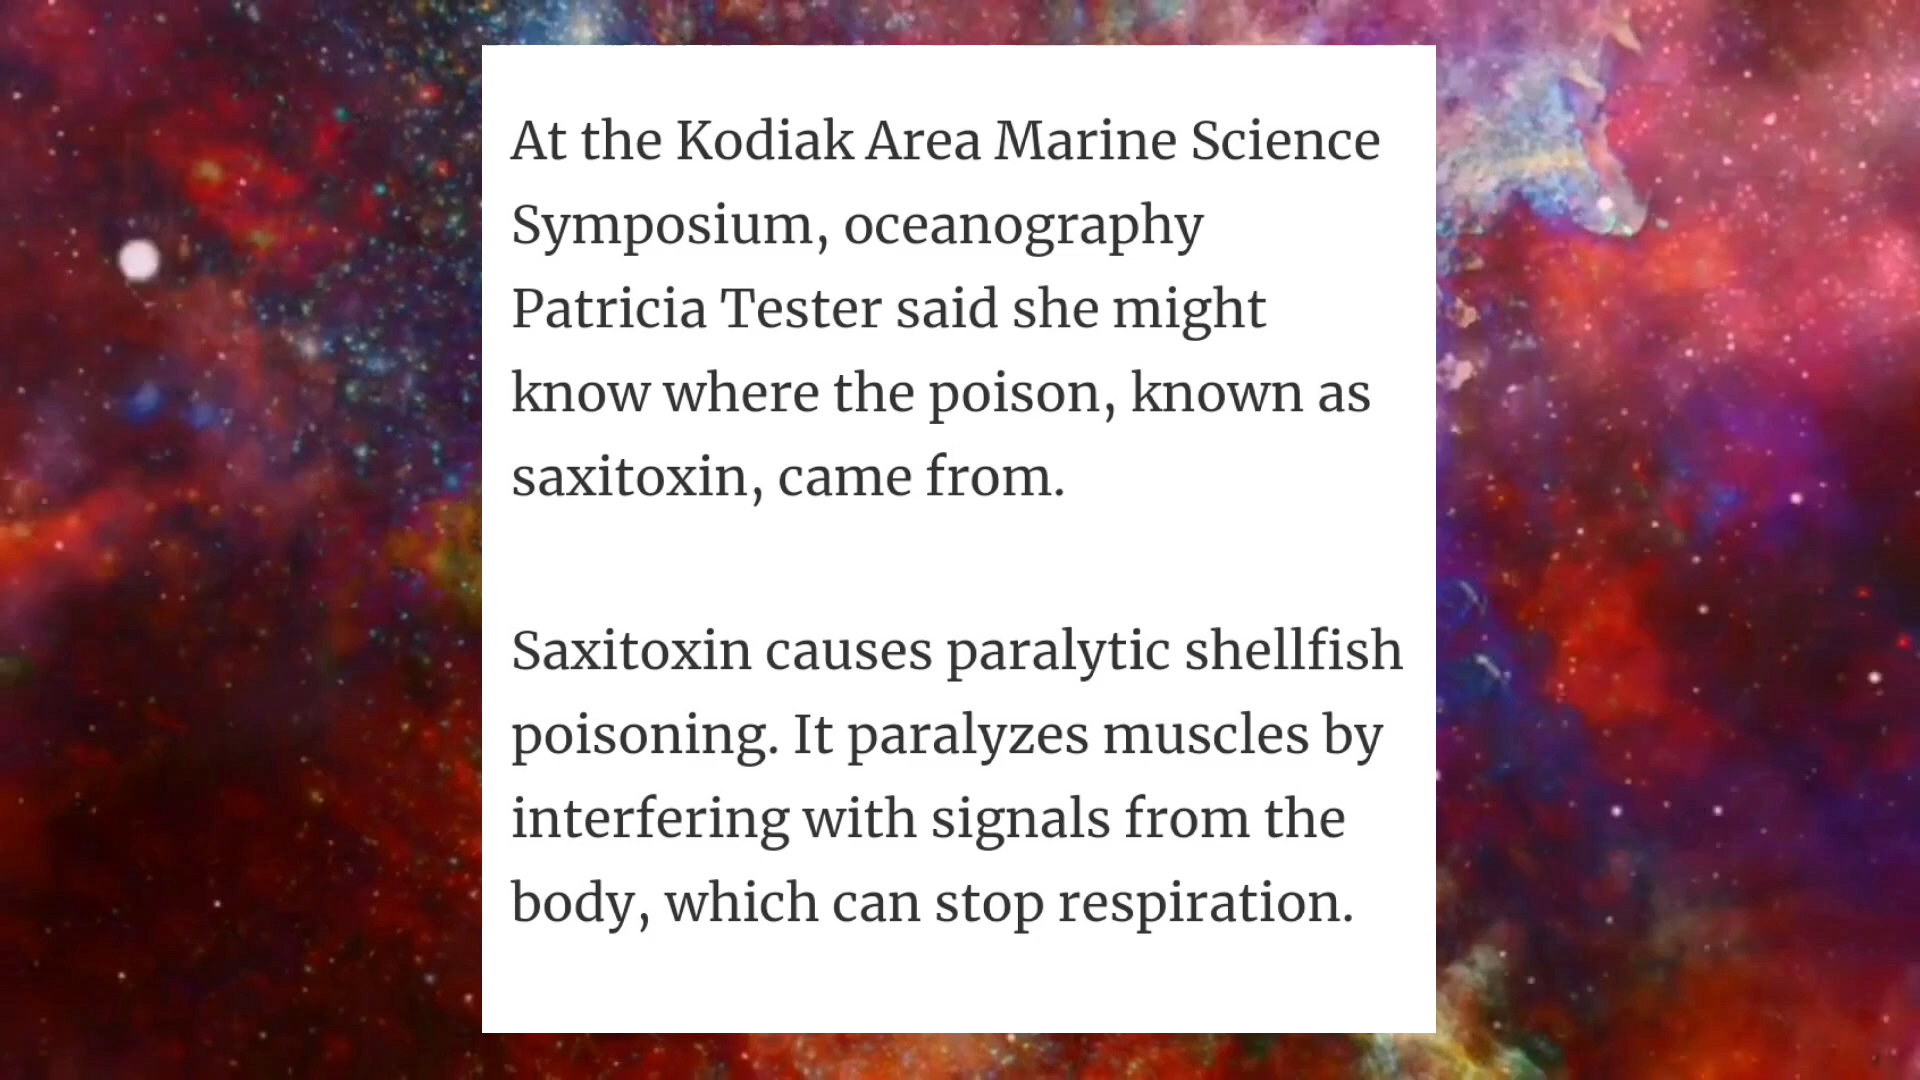 At the Kodiak Area Marine Science
Symposium, oceanography
Patricia Tester said she might
know where the poison, known as
saxitoxin, came from.
Saxitoxin causes paralytic shellfish
poisoning. It paralyzes muscles by
interfering with signals from the
body, which can stop respiration.